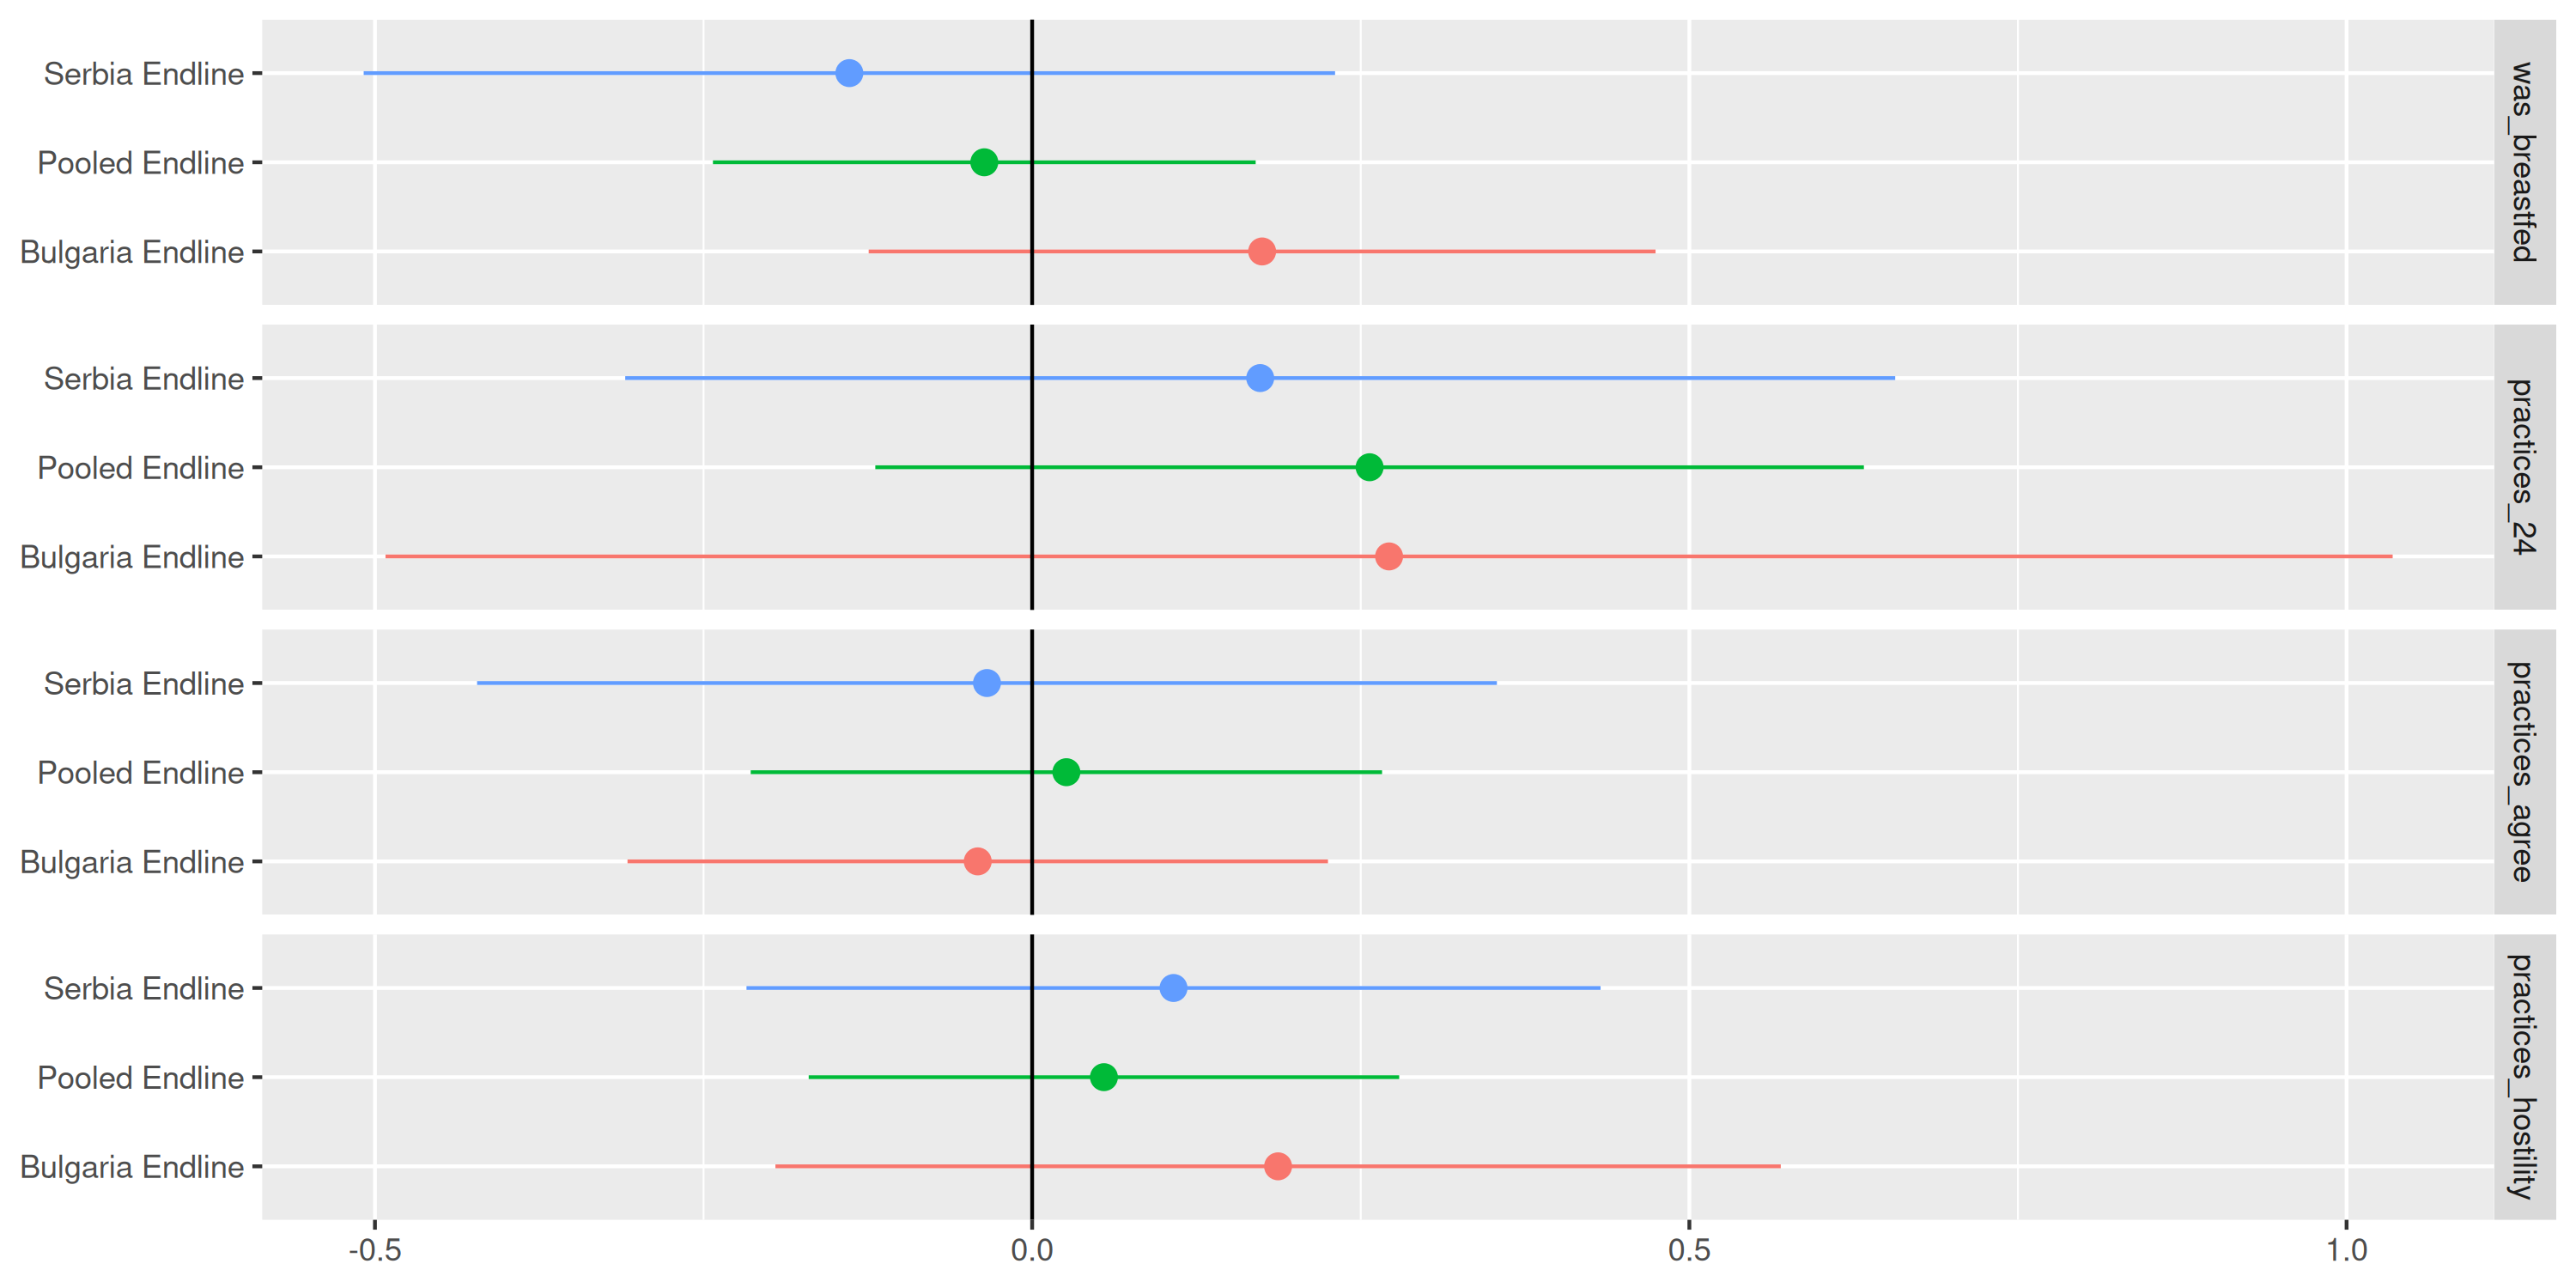 Serbia Endline
Pooled Endline
Bulgaria Endline
was_breastfed
Serbia Endline
Pooled Endline
Bulgaria Endline
practices_24
Serbia Endline
Pooled Endline
Bulgaria Endline
practices_agree
Serbia Endline
Pooled Endline
Bulgaria Endline
practices_hostility
-0.5 0.0 0.5 1.0